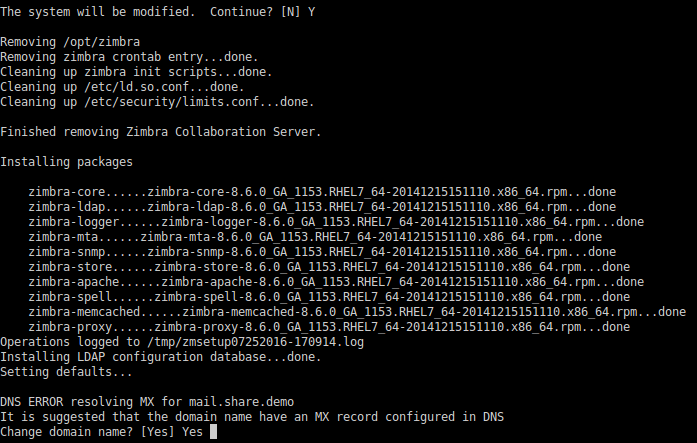 The system will be modified.  Continue? [N] Y
Removing /opt/zimbra
Removing zimbra crontab entry...done.
Cleaning up zimbra init scripts...done.
Cleaning up /etc/ld.so.conf...done.
Cleaning up /etc/security/limits.conf...done.
Finished removing Zimbra Collaboration Server.
Installing packages
zimbra-core......zimbra-core-8.6.0_GA_1153.RHEL7_64-20141215151110.x86_64.rpm...done
zimbra-ldap......zimbra-ldap-8.6.0_GA_1153.RHEL7_64-20141215151110.x86_64.rpm...done
zimbra-logger......zimbra-logger-8.6.0_GA_1153.RHEL7_64-20141215151110.x86_64.rpm...done
zimbra-mta......zimbra-mta-8.6.0_GA_1153.RHEL7_64-20141215151110.x86_64.rpm...done
zimbra-snmp......zimbra-snmp-8.6.0_GA_1153.RHEL7_64-20141215151110.x86_64.rpm...done
zimbra-store......zimbra-store-8.6.0_GA_1153.RHEL7_64-20141215151110.x86_64.rpm...done
zimbra-apache......zimbra-apache-8.6.0_GA_1153.RHEL7_64-20141215151110.x86_64.rpm...done
zimbra-spell......zimbra-spell-8.6.0_GA_1153.RHEL7_64-20141215151110.x86_64.rpm...done
zimbra-memcached......zimbra-memcached-8.6.0_GA_1153.RHEL7_64-20141215151110.x86_64.rpm...done
zimbra-proxy......zimbra-proxy-8.6.0_GA_1153.RHEL7_64-20141215151110.x86_64.rpm...done
Operations logged to /tmp/zmsetup07252016-170914.log
Installing LDAP configuration database...done.
Setting defaults...
DNS ERROR resolving MX for mail.share.demo
It is suggested that the domain name have an MX record configured in DNS
Change domain name? [Yes] Yes